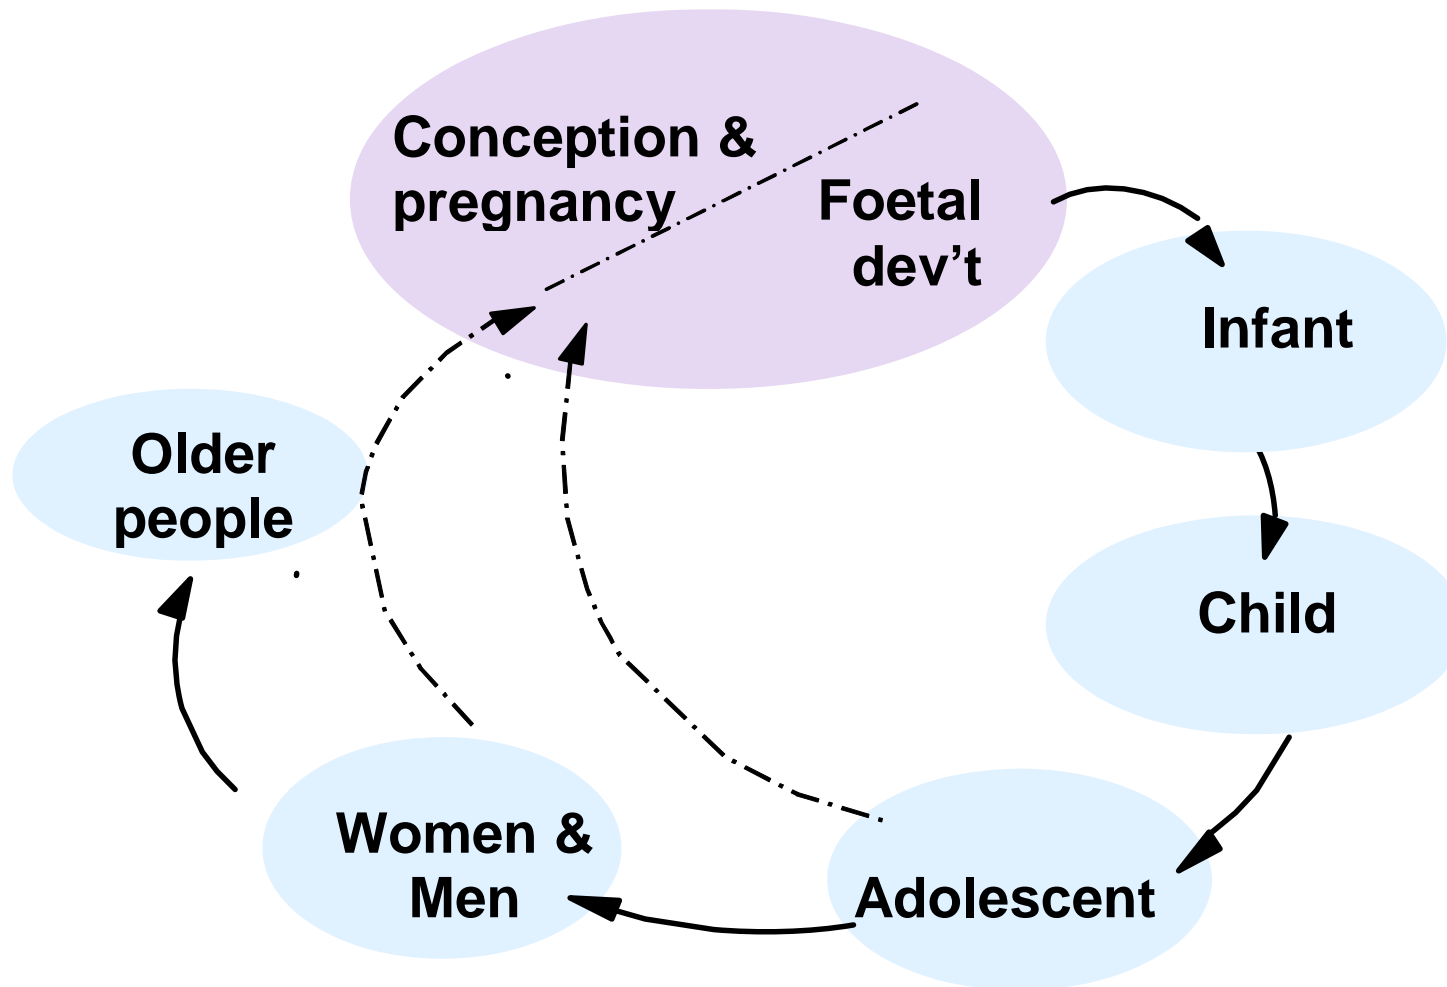 Conception &
pregnancy
Foetal
dev’t
Infant
Older
people
Child
Women &
Men
Adolescent